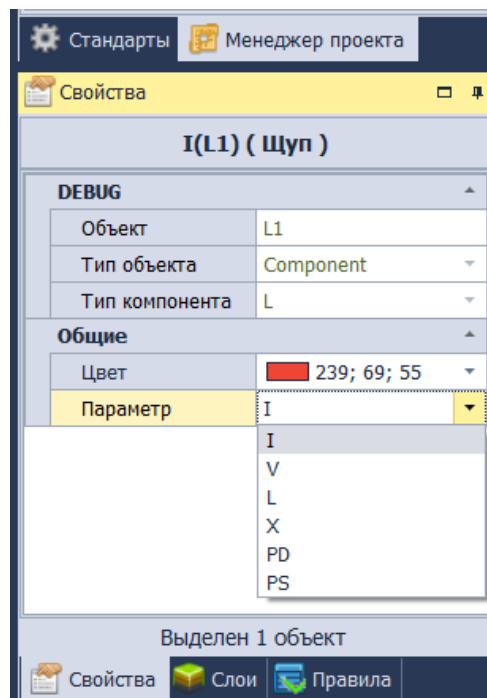 Стандарты Менеджер проекта
Свойства
I(L1) ( Щуп )
DEBUG
Объект L1
Тип объекта Component
Тип компонента L
Общие
Цвет 239; 69; 55
Параметр I
I
V
L
X
PD
PS
Выделен 1 объект
Свойства Слои Правила